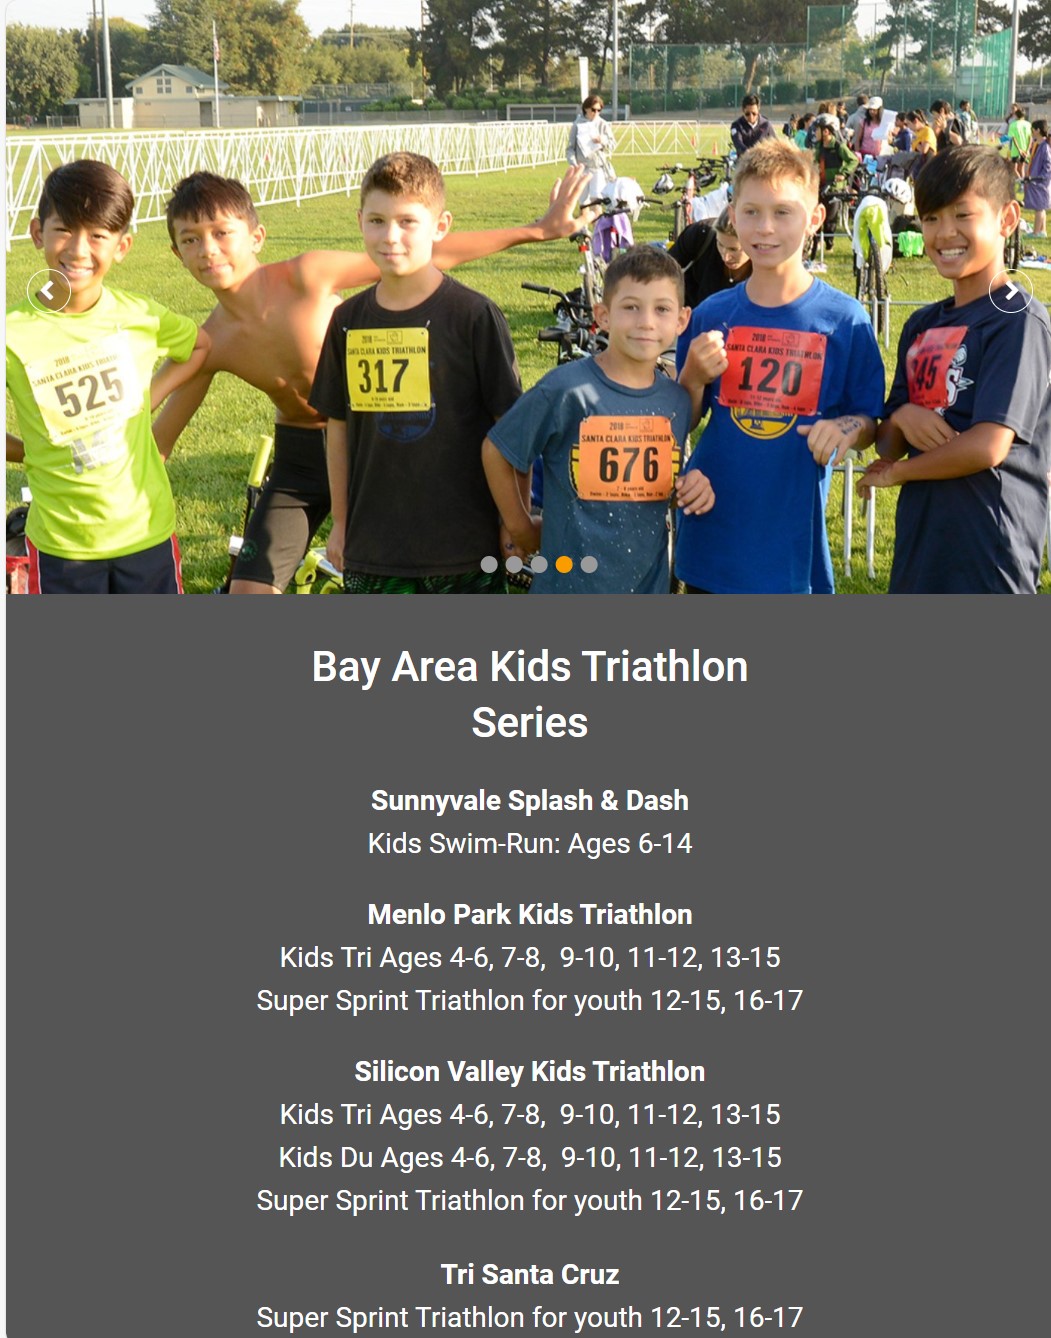 2018
SANTA CLARA KIDS TRIATHLON
525
2018
SANTA CLARA KIDS TRIATHLON
317
2018
SANTA CLARA KIDS TRIATHLON
676
2018
SANTA CLARA KIDS TRIATHLON
120
45
Bay Area Kids Triathlon
Series
Sunnyvale Splash & Dash
Kids Swim-Run: Ages 6-14
Menlo Park Kids Triathlon
Kids Tri Ages 4-6, 7-8,  9-10, 11-12, 13-15
Super Sprint Triathlon for youth 12-15, 16-17
Silicon Valley Kids Triathlon
Kids Tri Ages 4-6, 7-8,  9-10, 11-12, 13-15
Kids Du Ages 4-6, 7-8,  9-10, 11-12, 13-15
Super Sprint Triathlon for youth 12-15, 16-17
Tri Santa Cruz
Super Sprint Triathlon for youth 12-15, 16-17